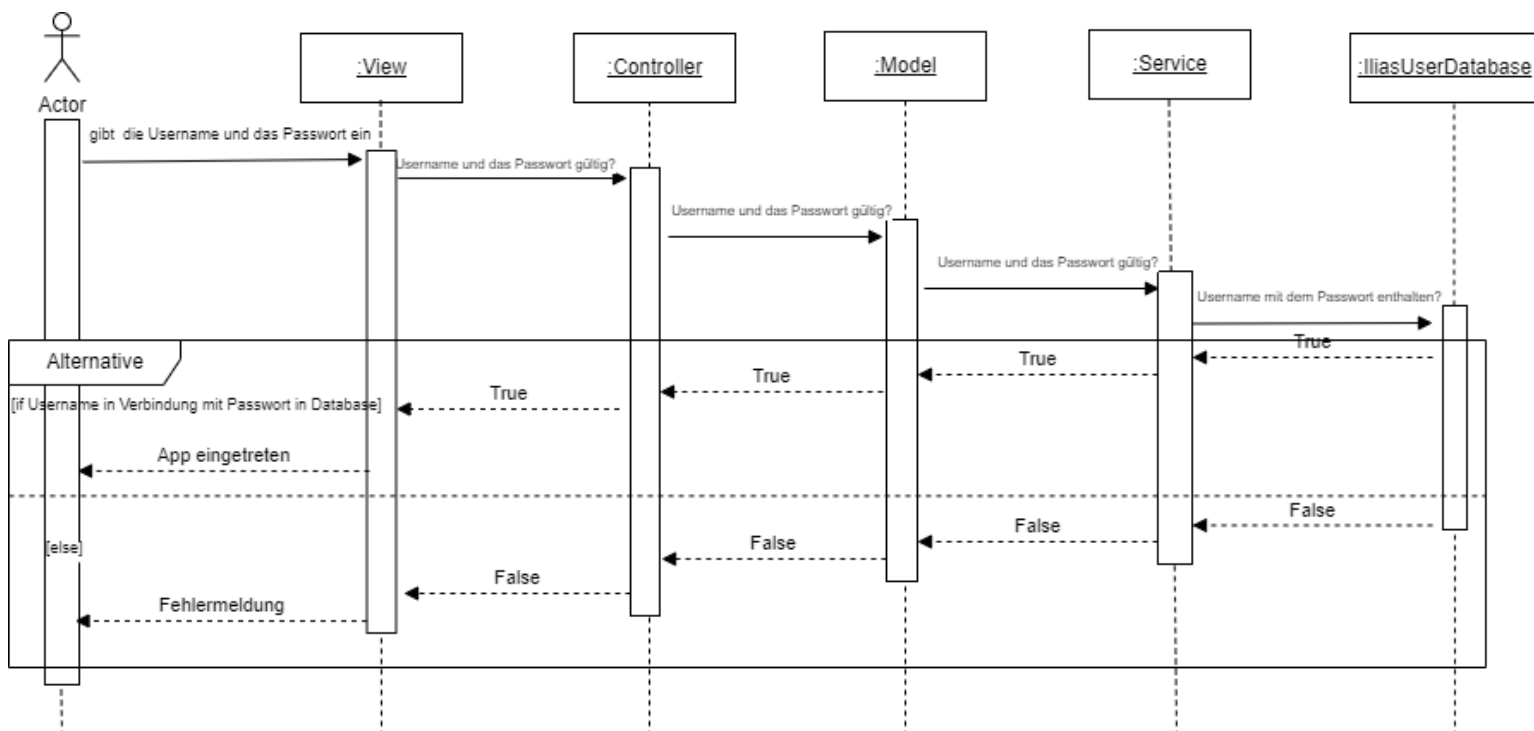 :View
:Controller
:Model
:Service
:IliasUserDatabase
Actor
gibt die Username und das Passwort ein
Username und das Passwort gültig?
Username und das Passwort gültig?
Username und das Passwort gültig?
Username mit dem Passwort enthalten?
Alternative
True
True
True
True
[if Username in Verbindung mit Passwort in Database]
App eingetreten
False
False
False
False
[else]
Fehlermeldung